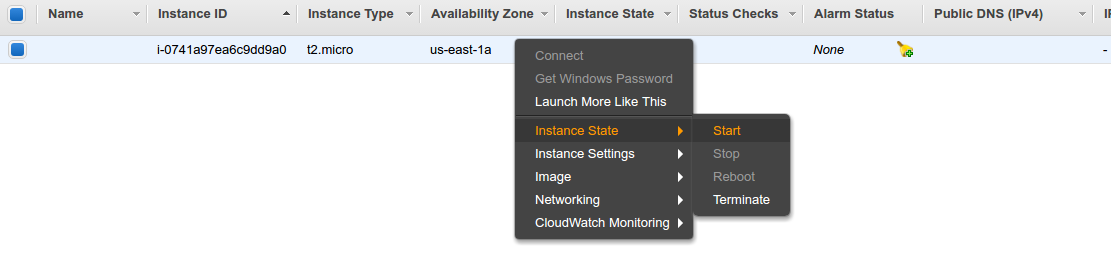 Name Instance ID Instance Type Availability Zone Instance State Status Checks Alarm Status Public DNS (IPv4)
i-0741a97ea6c9dd9a0 t2.micro us-east-1a None -
Connect
Get Windows Password
Launch More Like This
Instance State Start
Instance Settings Stop
Image Reboot
Networking Terminate
CloudWatch Monitoring